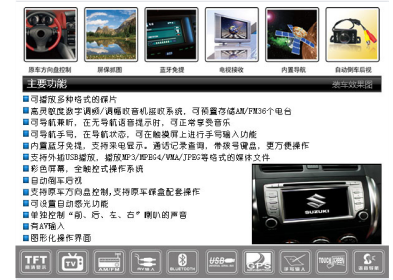 原车方向盘控制 屏保抓图 蓝牙免提 电视接收 内置导航 自动倒车后视
主要功能 装车效果图
可播放多种格式的碟片
高灵敏度数字调频/调幅收音机接收系统，可预置存储AM/FM36个电台
可导航兼听，在无导航语音提示时，可正常享受音乐
可导航手写，在导航状态，可在触摸屏上进行手写输入功能
内置蓝牙免提，支持来电显示、通话记录查询，带拨号键盘，更方便操作
支持外插USB播放，播放MP3/MPEG4/WMA/JPEG等格式的媒体文件
彩色屏幕，全触控式操作系统
自动倒车后视
支持原车方向盘控制，支持原车碟盒配套操作
可设置自动感光功能
单独控制“前、后、左、右”喇叭的声音
有AV输入
图形化操作界面
SUZUKI
TFT TV AM/FM BLUETOOTH USB GPS TOUCH SCREEN